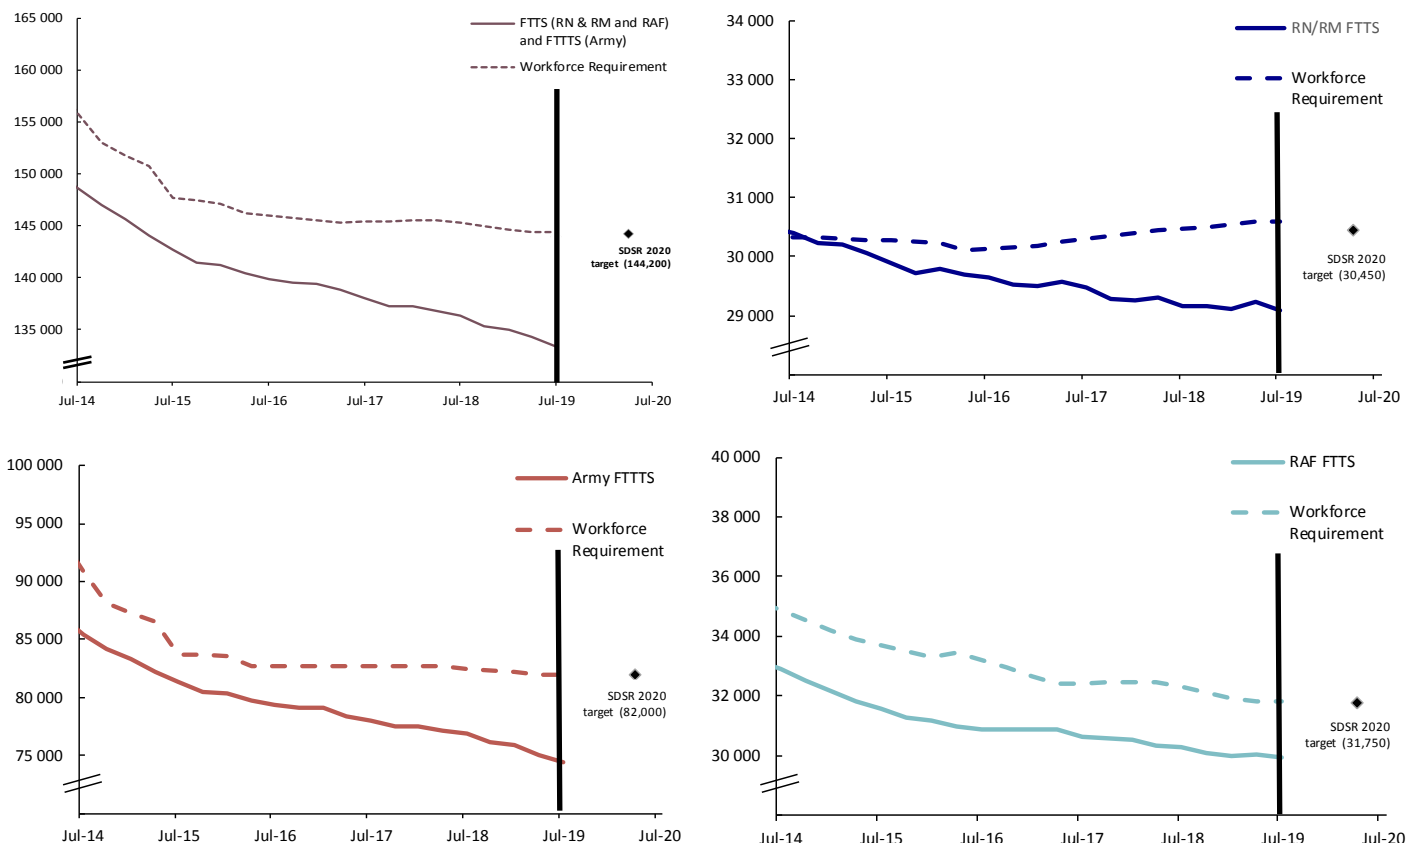 165 000
160 000
155 000
150 000
145 000
140 000
135 000
FTTS (RN & RM and RAF)
and FTTTS (Army)
Workforce Requirement
SDSR 2020
target (144,200)
Jul-14 Jul-15 Jul-16 Jul-17 Jul-18 Jul-19 Jul-20
34 000
33 000
32 000
31 000
30 000
29 000
RN/RM FTTS
Workforce
Requirement
SDSR 2020
target (30,450)
Jul-14 Jul-15 Jul-16 Jul-17 Jul-18 Jul-19 Jul-20
100 000
95 000
90 000
85 000
80 000
75 000
Army FTTTS
Workforce
Requirement
SDSR 2020
target (82,000)
Jul-14 Jul-15 Jul-16 Jul-17 Jul-18 Jul-19 Jul-20
40 000
38 000
36 000
34 000
32 000
30 000
RAF FTTS
Workforce
Requirement
SDSR 2020
target (31,750)
Jul-14 Jul-15 Jul-16 Jul-17 Jul-18 Jul-19 Jul-20